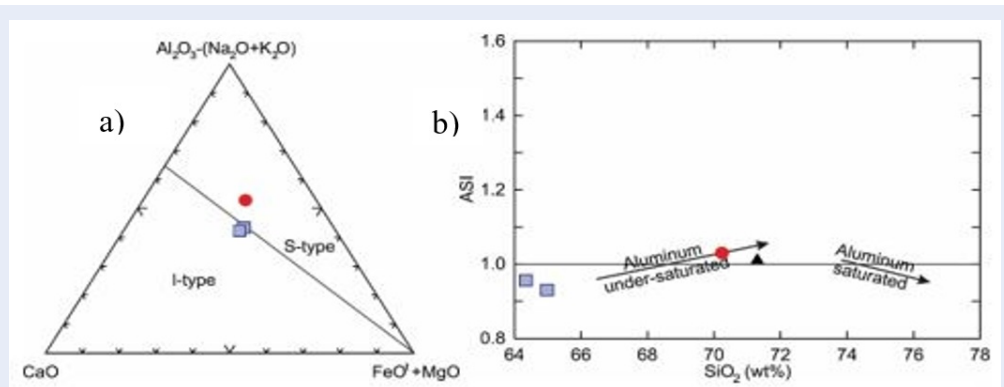 Al₂O₃-(Na₂O+K₂O)
a)
S-type
I-type
CaO
FeOᵗ+MgO
b)
1.6
1.4
1.2
1.0
0.8
ASI
Aluminum
under-saturated
Aluminum
saturated
64 66 68 70 72 74 76 78
SiO₂ (wt%)